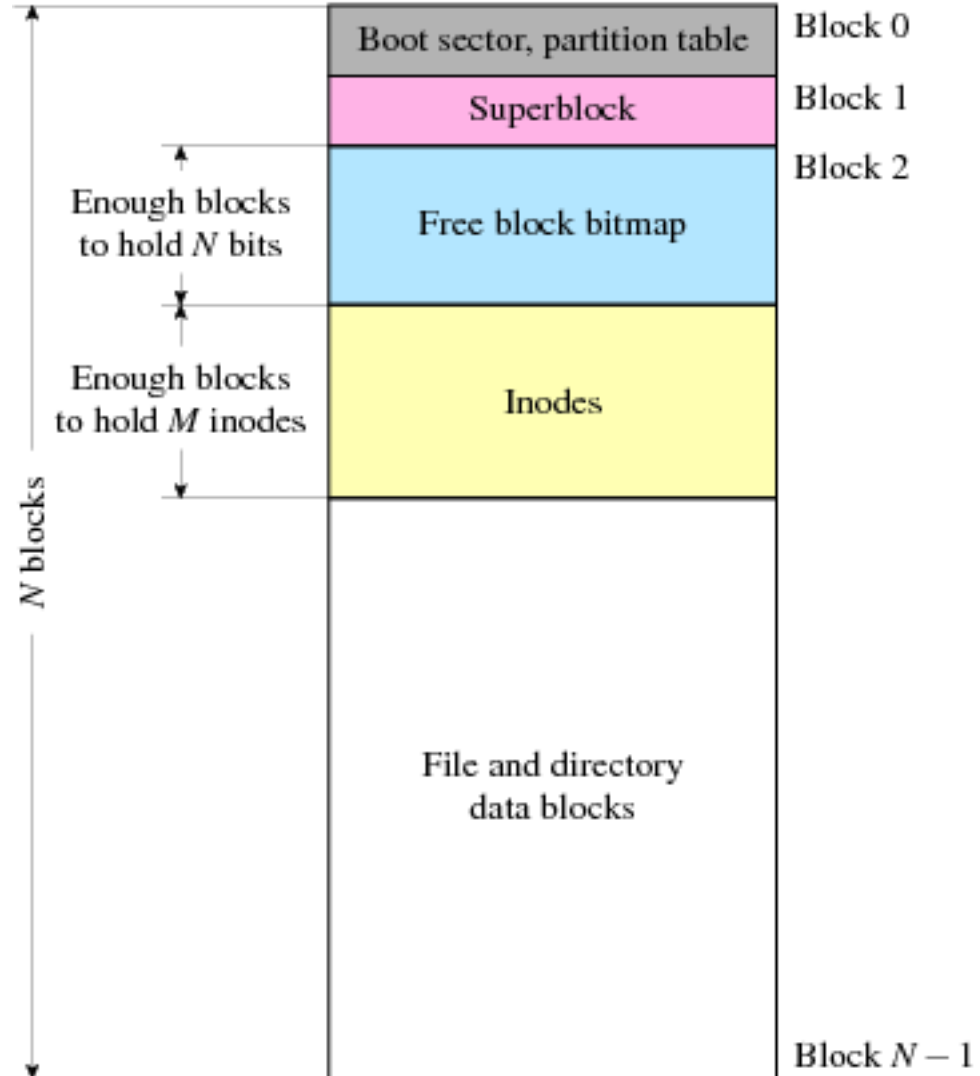 Boot sector, partition table
Block 0
Superblock
Block 1
Block 2
Enough blocks
to hold N bits
Free block bitmap
Enough blocks
to hold M inodes
Inodes
N blocks
File and directory
data blocks
Block N − 1